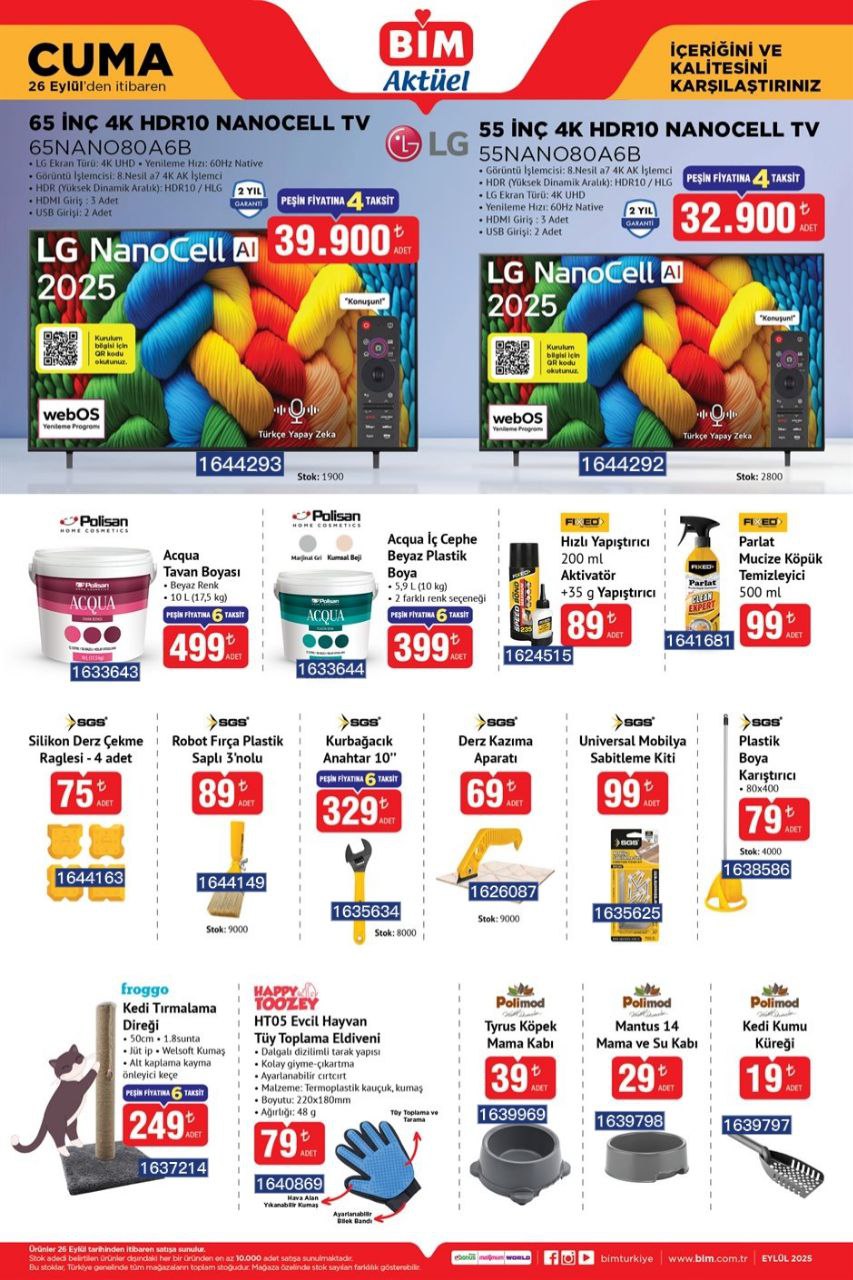 CUMA
26 Eylül'den itibaren
BİM
Aktüel
İÇERİĞİNİ VE
KALİTESİNİ
KARŞILAŞTIRINIZ
65 İNÇ 4K HDR10 NANOCELL TV
65NANO80A6B
• LG Ekran Türü: 4K UHD • Yenileme Hızı: 60Hz Native
• Görüntü İşlemcisi: 8.Nesil a7 4K AK İşlemci
• HDR (Yüksek Dinamik Aralık): HDR10 / HLG
• HDMI Giriş : 3 Adet
• USB Girişi: 2 Adet
2 YIL
GARANTİ
PEŞİN FİYATINA 4 TAKSİT
39.900 ₺
ADET
LG
LG NanoCell AI
2025
"Konuşun!"
Kurulum
bilgisi için
QR kodu
okutunuz.
webOS
Yenileme Programı
Türkçe Yapay Zeka
1644293
Stok: 1900
55 İNÇ 4K HDR10 NANOCELL TV
55NANO80A6B
• Görüntü İşlemcisi: 8.Nesil a7 4K AK İşlemci
• HDR (Yüksek Dinamik Aralık): HDR10 / HLG
• LG Ekran Türü: 4K UHD
• Yenileme Hızı: 60Hz Native
• HDMI Girişi : 3 Adet
• USB Girişi: 2 Adet
2 YIL
GARANTİ
PEŞİN FİYATINA 4 TAKSİT
32.900 ₺
ADET
LG NanoCell AI
2025
"Konuşun!"
Kurulum
bilgisi için
QR kodu
okutunuz.
webOS
Yenileme Programı
Türkçe Yapay Zeka
1644292
Stok: 2800
Polisan
HOME COSMETICS
Polisan
ACQUA
Acqua
Tavan Boyası
• Beyaz Renk
• 10 L (17,5 kg)
PEŞİN FİYATINA 6 TAKSİT
499 ₺
ADET
1633643
Polisan
HOME COSMETICS
Marjinal Gri
Kumsal Beji
Polisan
ACQUA
Acqua İç Cephe
Beyaz Plastik
Boya
• 5,9 L (10 kg)
• 2 farklı renk seçeneği
PEŞİN FİYATINA 6 TAKSİT
399 ₺
ADET
1633644
FIXED
Hızlı Yapıştırıcı
200 ml
Aktivatör
+35 g Yapıştırıcı
FIXED
SPEED BOND
235
89 ₺
ADET
1624515
FIXED
Parlat
Mucize Köpük
Temizleyici
500 ml
FIXED
Parlat
CLEAN
EXPERT
99 ₺
ADET
1641681
SGS
Silikon Derz Çekme
Raglesi - 4 adet
75 ₺
ADET
1644163
SGS
Robot Fırça Plastik
Saplı 3'nolu
89 ₺
ADET
1644149
Stok: 9000
SGS
Kurbağacık
Anahtar 10''
PEŞİN FİYATINA 6 TAKSİT
329 ₺
ADET
1635634
Stok: 8000
SGS
Derz Kazıma
Aparatı
69 ₺
ADET
1626087
Stok: 9000
SGS
Universal Mobilya
Sabitleme Kiti
99 ₺
ADET
SGS
1635625
SGS
Plastik
Boya
Karıştırıcı
• 80x400
79 ₺
ADET
Stok: 4000
1638586
froggo
Kedi Tırmalama
Direği
• 50cm • 1.8sunta
• Jüt ip • Welsoft Kumaş
• Alt kaplama kayma
önleyici keçe
PEŞİN FİYATINA 6 TAKSİT
249 ₺
ADET
1637214
HAPPY
TOOZEY
HT05 Evcil Hayvan
Tüy Toplama Eldiveni
• Dalgalı dizilimli tarak yapısı
• Kolay giyme-çıkartma
• Ayarlanabilir cırtcırt
• Malzeme: Termoplastik kauçuk, kumaş
• Boyutu: 220x180mm
• Ağırlığı: 48 g
79 ₺
ADET
Tüy Toplama ve
Tarama
1640869
Hava Alan
Yıkanabilir Kumaş
Ayarlanabilir
Bilek Bandı
Polimod
Tyrus Köpek
Mama Kabı
39 ₺
ADET
1639969
Polimod
Mantus 14
Mama ve Su Kabı
29 ₺
ADET
1639798
Polimod
Kedi Kumu
Küreği
19 ₺
ADET
1639797
Ürünler 26 Eylül tarihinden itibaren satışa sunulur.
Stok adedi belirtilen ürünler dışındaki her bir üründen en az 10.000 adet satışa sunulmaktadır.
Bu stoklar, Türkiye genelinde tüm mağazaların toplam stoğudur. Mağaza özelinde stok sayıları farklılık gösterebilir.
bonus maximum WORLD
bimturkiye
www.bim.com.tr
EYLÜL 2025